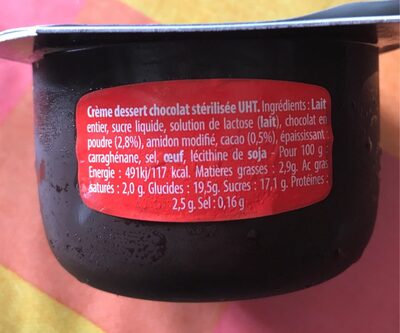 Crème dessert chocolat stérilisée UHT. Ingrédients : Lait
entier, sucre liquide, solution de lactose (lait), chocolat en
poudre (2,8%), amidon modifié, cacao (0,5%), épaississant :
carraghénane, sel, œuf, lécithine de soja - Pour 100 g :
Energie : 491kj/117 kcal. Matières grasses : 2,9g. Ac gras
saturés : 2,0 g. Glucides : 19,5g. Sucres : 17,1 g. Protéines :
2,5 g. Sel : 0,16 g